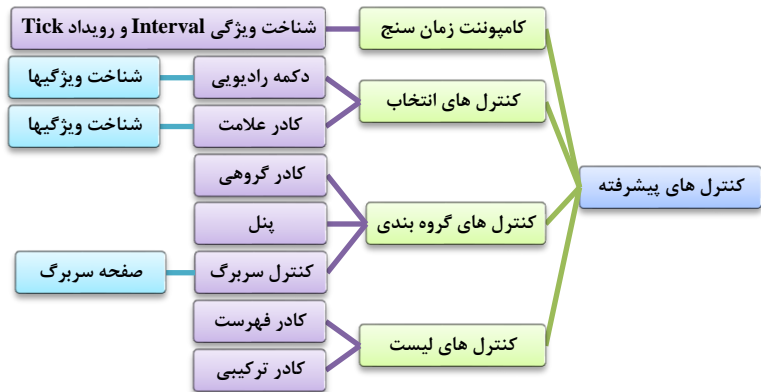 کنترل های پیشرفته
کامپوننت زمان سنج
شناخت ویژگی Interval و رویداد Tick
کنترل های انتخاب
دکمه رادیویی
شناخت ویژگیها
کادر علامت
شناخت ویژگیها
کنترل های گروه بندی
کادر گروهی
پنل
کنترل سربرگ
صفحه سربرگ
کنترل های لیست
کادر فهرست
کادر ترکیبی